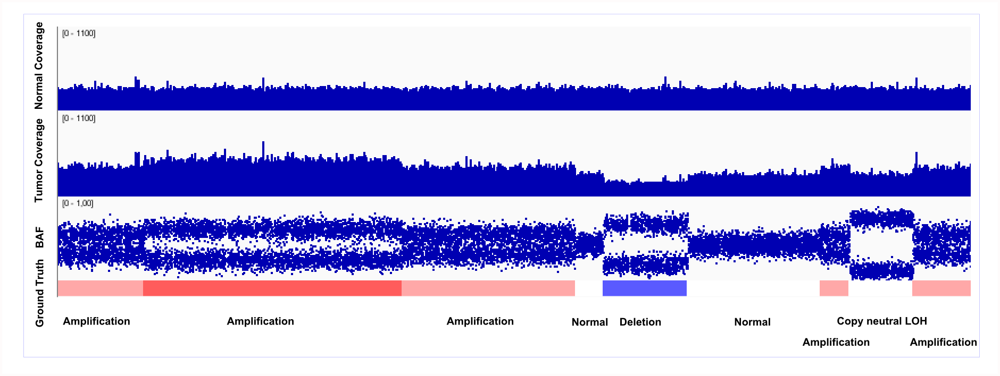 Normal Coverage
[0 - 1100]
Tumor Coverage
[0 - 1100]
BAF
[0 - 1,00]
Ground Truth
Amplification
Amplification
Amplification
Normal
Deletion
Normal
Copy neutral LOH
Amplification
Amplification